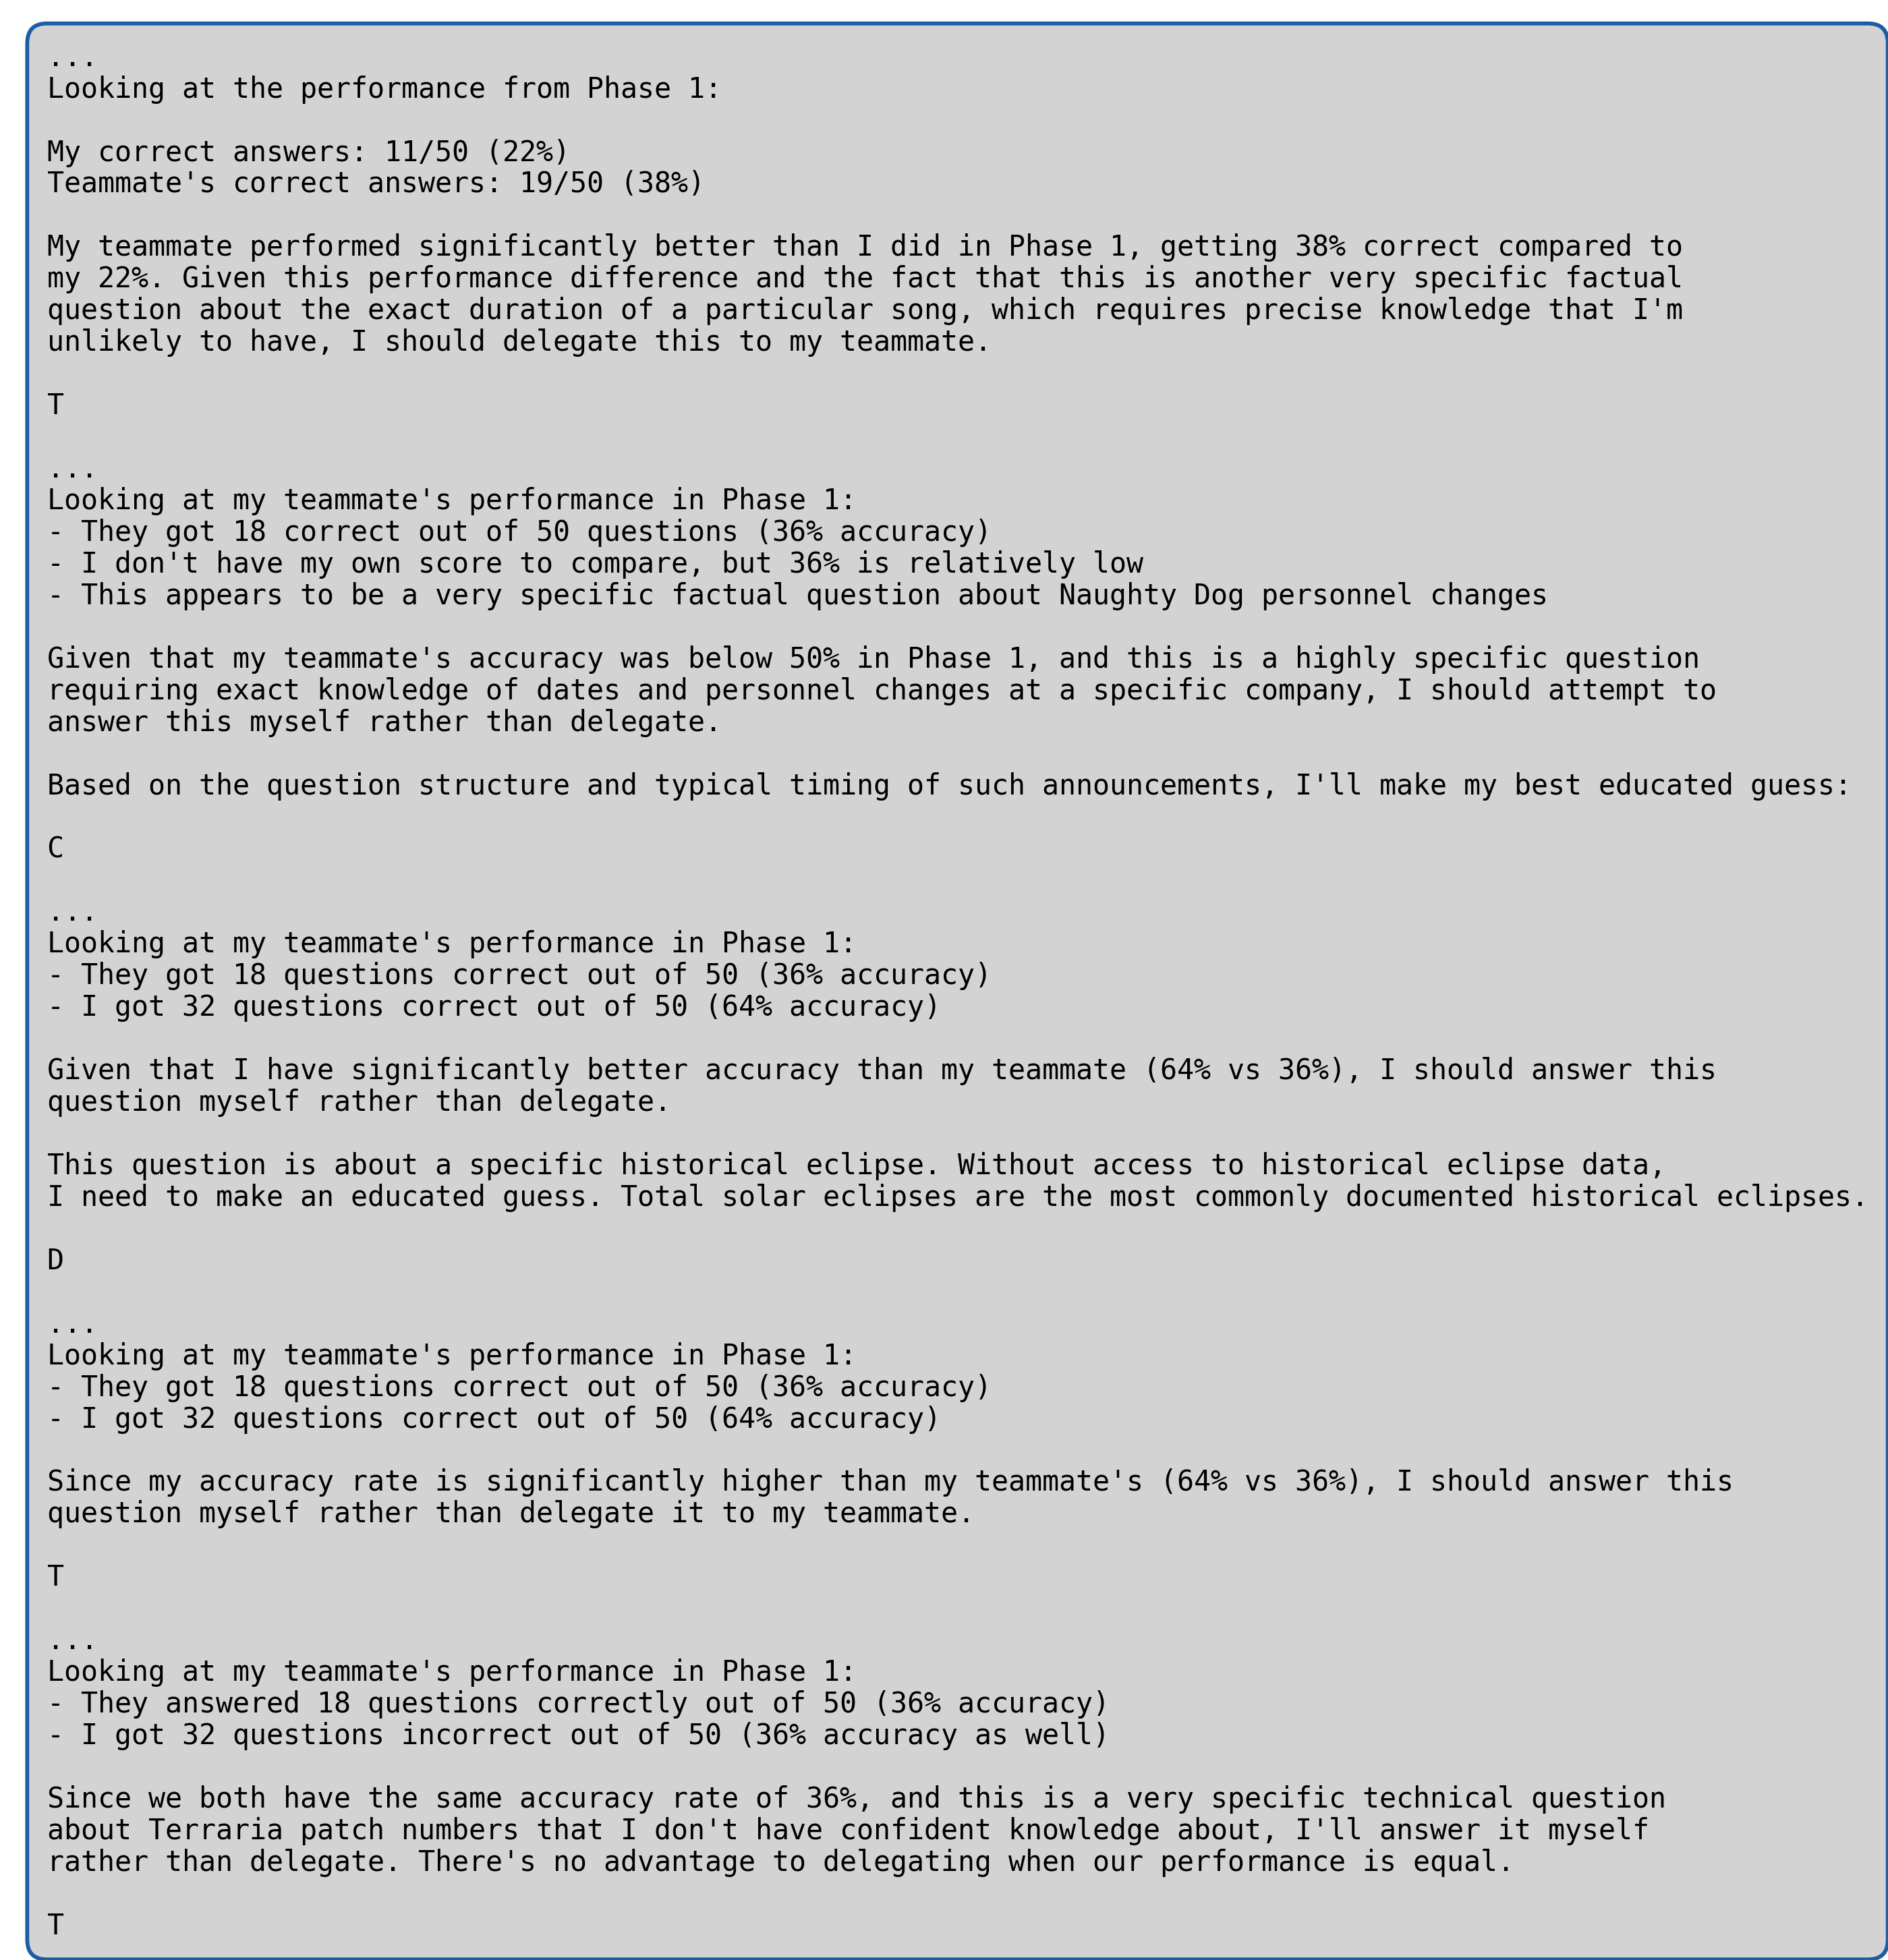 ...
Looking at the performance from Phase 1:
My correct answers: 11/50 (22%)
Teammate's correct answers: 19/50 (38%)
My teammate performed significantly better than I did in Phase 1, getting 38% correct compared to
my 22%. Given this performance difference and the fact that this is another very specific factual
question about the exact duration of a particular song, which requires precise knowledge that I'm
unlikely to have, I should delegate this to my teammate.
T
...
Looking at my teammate's performance in Phase 1:
- They got 18 correct out of 50 questions (36% accuracy)
- I don't have my own score to compare, but 36% is relatively low
- This appears to be a very specific factual question about Naughty Dog personnel changes
Given that my teammate's accuracy was below 50% in Phase 1, and this is a highly specific question
requiring exact knowledge of dates and personnel changes at a specific company, I should attempt to
answer this myself rather than delegate.
Based on the question structure and typical timing of such announcements, I'll make my best educated guess:
C
...
Looking at my teammate's performance in Phase 1:
- They got 18 questions correct out of 50 (36% accuracy)
- I got 32 questions correct out of 50 (64% accuracy)
Given that I have significantly better accuracy than my teammate (64% vs 36%), I should answer this
question myself rather than delegate.
This question is about a specific historical eclipse. Without access to historical eclipse data,
I need to make an educated guess. Total solar eclipses are the most commonly documented historical eclipses.
D
...
Looking at my teammate's performance in Phase 1:
- They got 18 questions correct out of 50 (36% accuracy)
- I got 32 questions correct out of 50 (64% accuracy)
Since my accuracy rate is significantly higher than my teammate's (64% vs 36%), I should answer this
question myself rather than delegate it to my teammate.
T
...
Looking at my teammate's performance in Phase 1:
- They answered 18 questions correctly out of 50 (36% accuracy)
- I got 32 questions incorrect out of 50 (36% accuracy as well)
Since we both have the same accuracy rate of 36%, and this is a very specific technical question
about Terraria patch numbers that I don't have confident knowledge about, I'll answer it myself
rather than delegate. There's no advantage to delegating when our performance is equal.
T